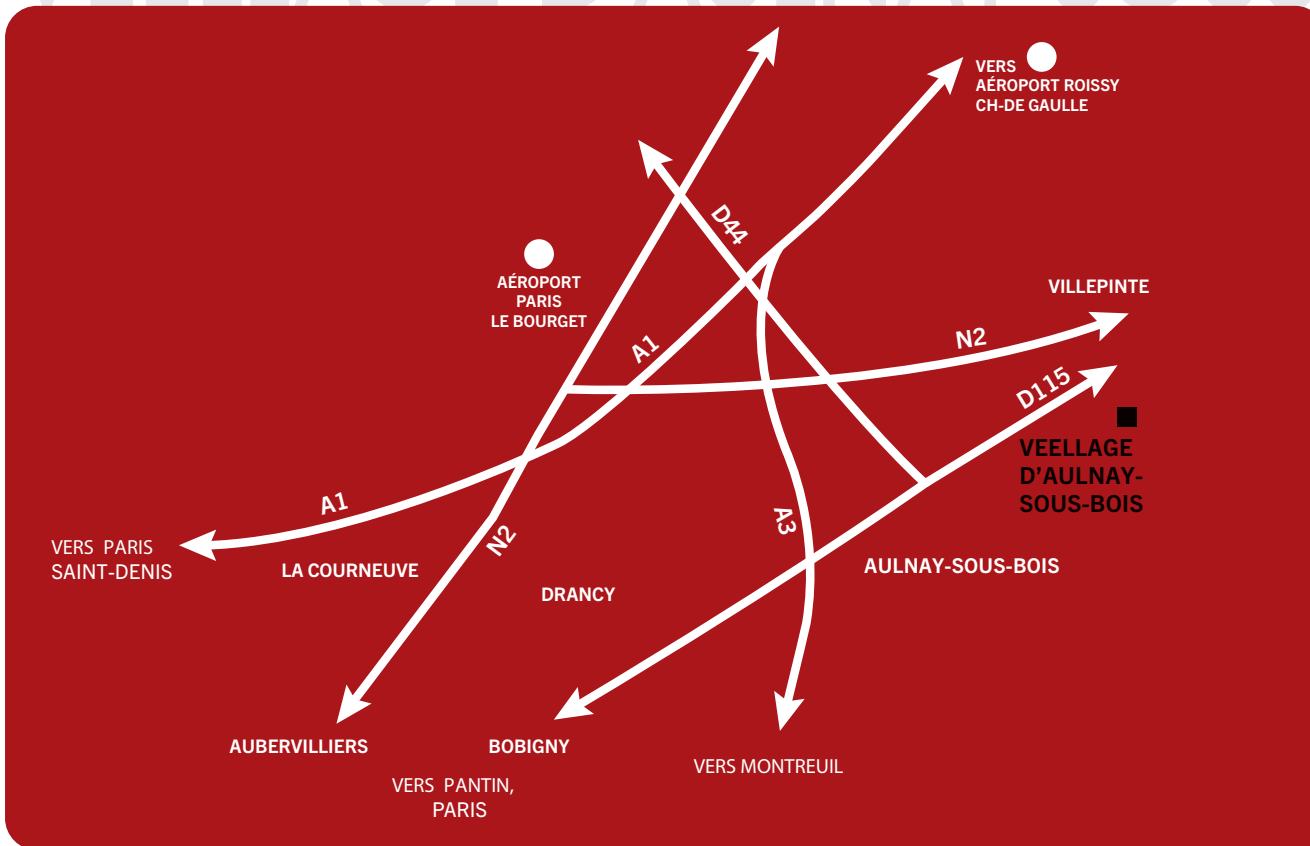 VERS
AÉROPORT ROISSY
CH-DE GAULLE
D44
AÉROPORT
PARIS
LE BOURGET
VILLEPINTE
A1
N2
D115
VEELLAGE
D'AULNAY-
SOUS-BOIS
A1
N2
A3
VERS PARIS
SAINT-DENIS
LA COURNEUVE
AULNAY-SOUS-BOIS
DRANCY
AUBERVILLIERS
BOBIGNY
VERS MONTREUIL
VERS PANTIN,
PARIS